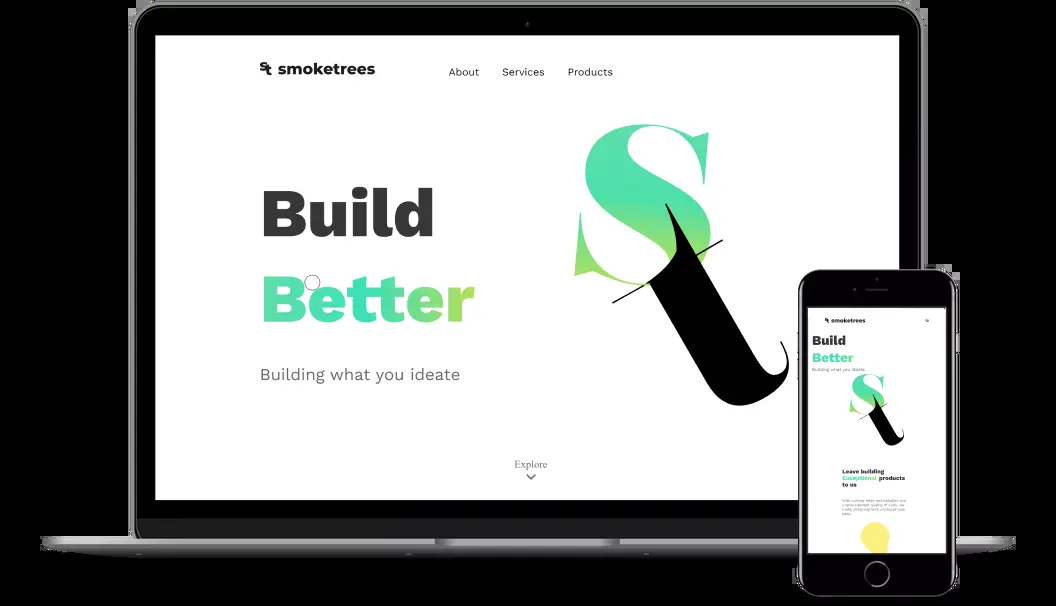 st smoketrees
About Services Products
Build
Better
Building what you ideate
Explore
smoketrees
Build
Better
Building what you ideate
Leave building
Exceptional products
to us